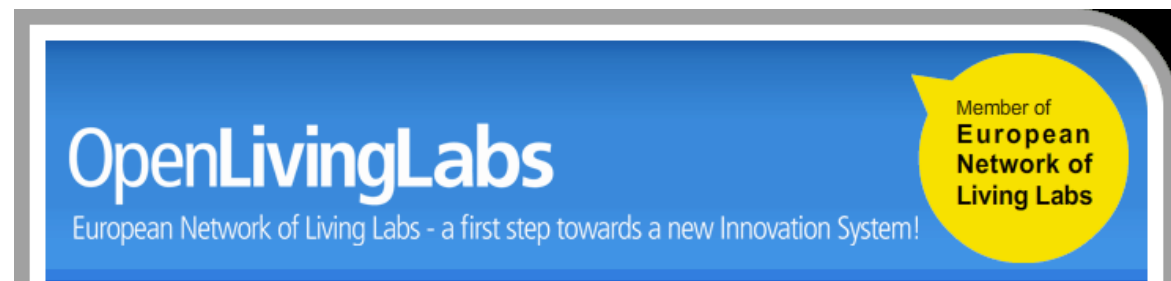 OpenLivingLabs
European Network of Living Labs - a first step towards a new Innovation System!
Member of
European
Network of
Living Labs